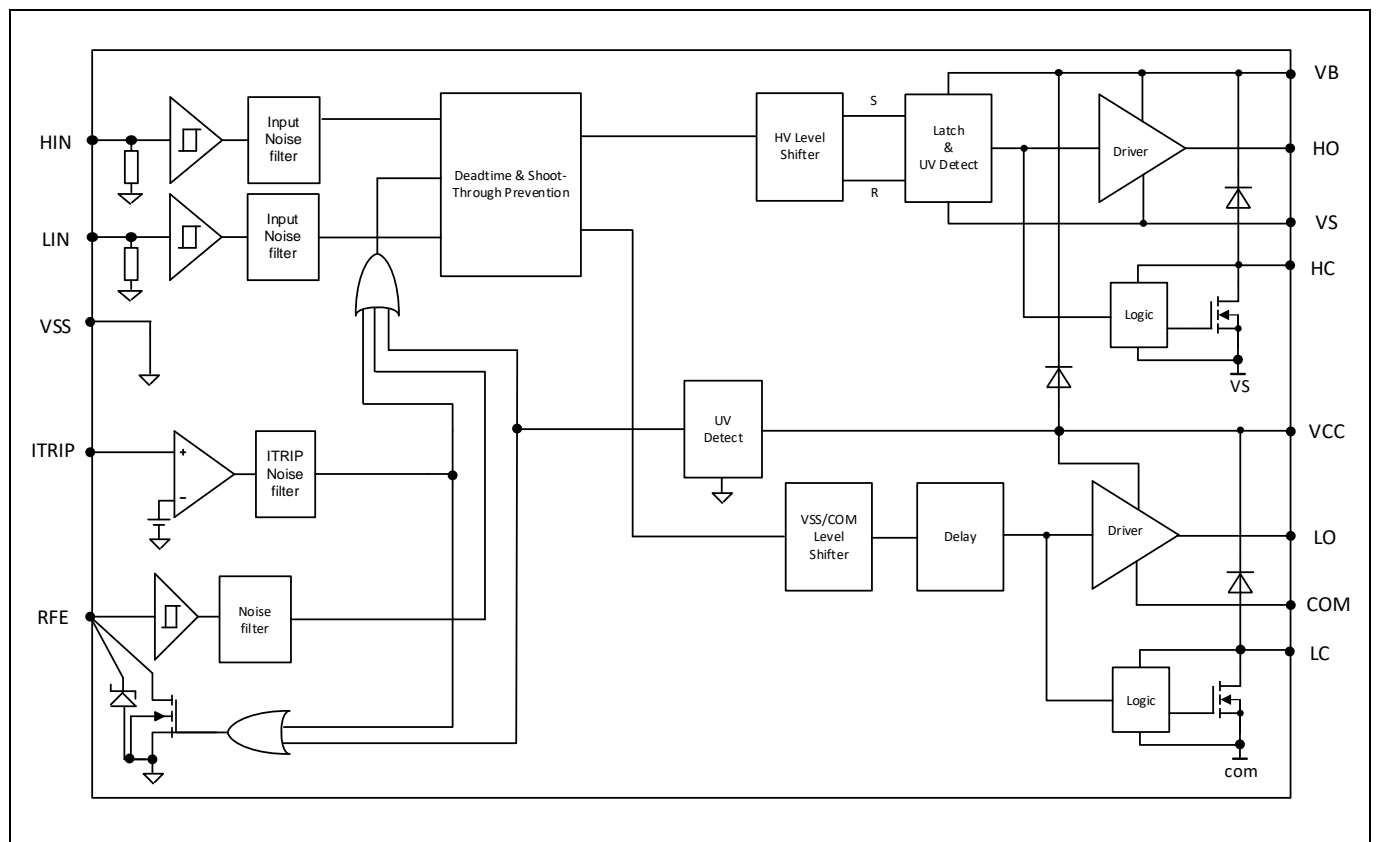 HIN
LIN
VSS
ITRIP
RFE
Input
Noise
filter
Input
Noise
filter
ITRIP
Noise
filter
Noise
filter
+
−
Deadtime & Shoot-
Through Prevention
HV Level
Shifter
S
R
Latch
&
UV Detect
Driver
Logic
VS
UV
Detect
VSS/COM
Level
Shifter
Delay
Driver
Logic
com
VB
HO
VS
HC
VCC
LO
COM
LC